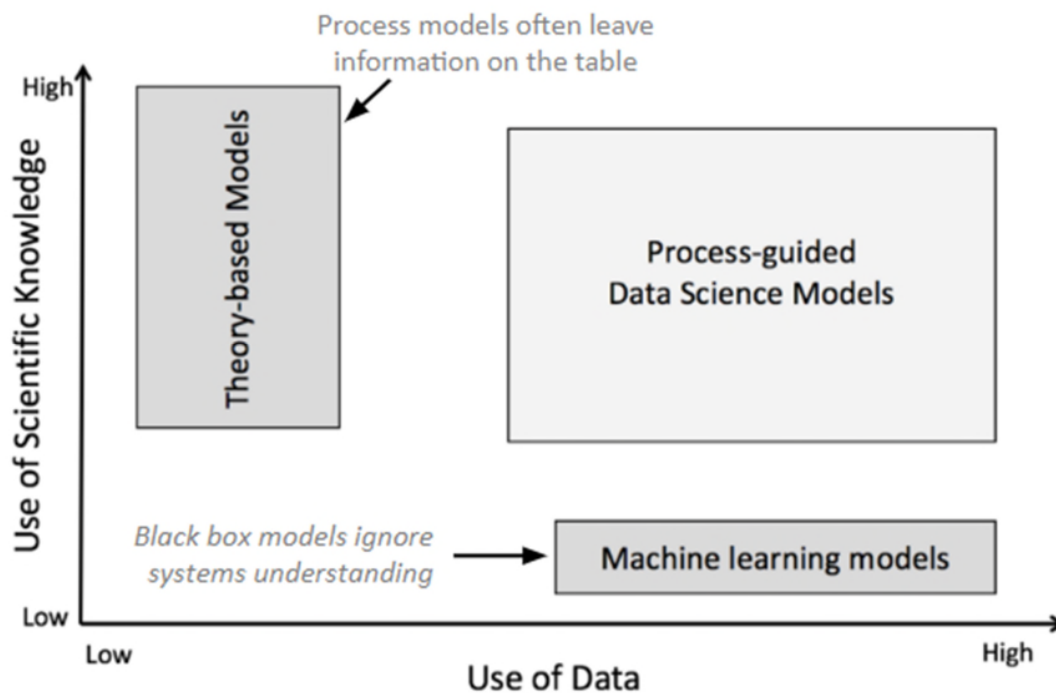 Process models often leave
information on the table
High
Use of Scientific Knowledge
Theory-based Models
Process-guided
Data Science Models
Black box models ignore
systems understanding
Machine learning models
Low
Low
High
Use of Data